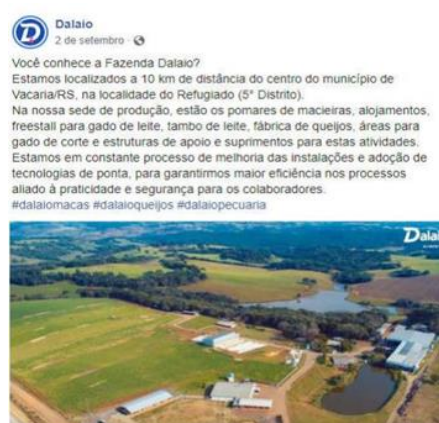 Dalaio
2 de setembro ·
Você conhece a Fazenda Dalaio?
Estamos localizados a 10 km de distância do centro do município de
Vacaria/RS, na localidade do Refugiado (5° Distrito).
Na nossa sede de produção, estão os pomares de macieiras, alojamentos,
freestall para gado de leite, tambo de leite, fábrica de queijos, áreas para
gado de corte e estruturas de apoio e suprimentos para estas atividades.
Estamos em constante processo de melhoria das instalações e adoção de
tecnologias de ponta, para garantirmos maior eficiência nos processos
aliado à praticidade e segurança para os colaboradores.
#dalaiomacas #dalaioqueijos #dalaiopecuaria
Dalai